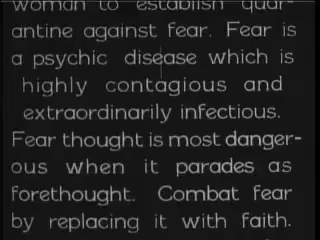 woman to establish quar-
antine against fear. Fear is
a psychic disease which is
highly contagious and
extraordinarily infectious.
Fear thought is most danger-
ous when it parades as
forethought. Combat fear
by replacing it with faith.